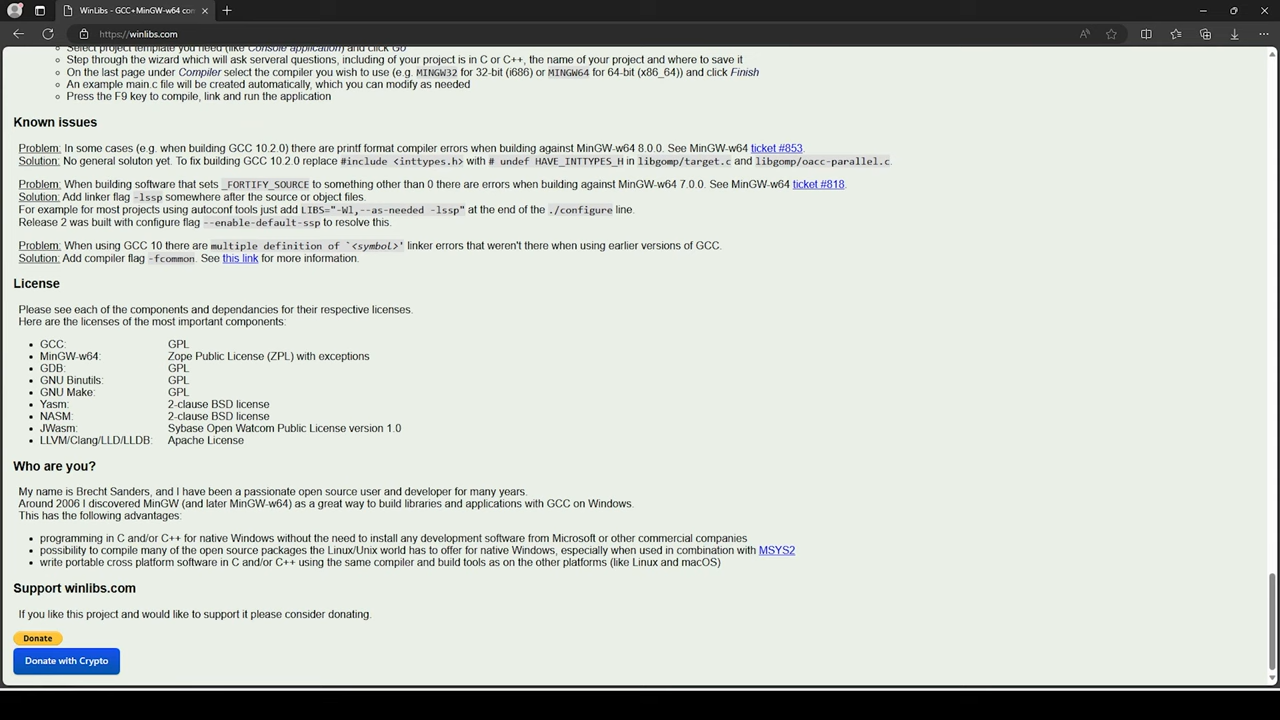 WinLibs - GCC+MinGW-w64 con
https://winlibs.com
Select project template you need (like Console application) and click Go
Step through the wizard which will ask serveral questions, including of your project is in C or C++, the name of your project and where to save it
On the last page under Compiler select the compiler you wish to use (e.g. MINGW32 for 32-bit (i686) or MINGW64 for 64-bit (x86_64)) and click Finish
An example main.c file will be created automatically, which you can modify as needed
Press the F9 key to compile, link and run the application
Known issues
Problem: In some cases (e.g. when building GCC 10.2.0) there are printf format compiler errors when building against MinGW-w64 8.0.0. See MinGW-w64 ticket #853.
Solution: No general soluton yet. To fix building GCC 10.2.0 replace #include <inttypes.h> with # undef HAVE_INTTYPES_H in libgomp/target.c and libgomp/oacc-parallel.c.
Problem: When building software that sets _FORTIFY_SOURCE to something other than 0 there are errors when building against MinGW-w64 7.0.0. See MinGW-w64 ticket #818.
Solution: Add linker flag -lssp somewhere after the source or object files.
For example for most projects using autoconf tools just add LIBS="-Wl,--as-needed -lssp" at the end of the ./configure line.
Release 2 was built with configure flag --enable-default-ssp to resolve this.
Problem: When using GCC 10 there are multiple definition of `<symbol>' linker errors that weren't there when using earlier versions of GCC.
Solution: Add compiler flag -fcommon. See this link for more information.
License
Please see each of the components and dependancies for their respective licenses.
Here are the licenses of the most important components:
GCC: GPL
MinGW-w64: Zope Public License (ZPL) with exceptions
GDB: GPL
GNU Binutils: GPL
GNU Make: GPL
Yasm: 2-clause BSD license
NASM: 2-clause BSD license
JWasm: Sybase Open Watcom Public License version 1.0
LLVM/Clang/LLD/LLDB: Apache License
Who are you?
My name is Brecht Sanders, and I have been a passionate open source user and developer for many years.
Around 2006 I discovered MinGW (and later MinGW-w64) as a great way to build libraries and applications with GCC on Windows.
This has the following advantages:
programming in C and/or C++ for native Windows without the need to install any development software from Microsoft or other commercial companies
possibility to compile many of the open source packages the Linux/Unix world has to offer for native Windows, especially when used in combination with MSYS2
write portable cross platform software in C and/or C++ using the same compiler and build tools as on the other platforms (like Linux and macOS)
Support winlibs.com
If you like this project and would like to support it please consider donating.
Donate
Donate with Crypto